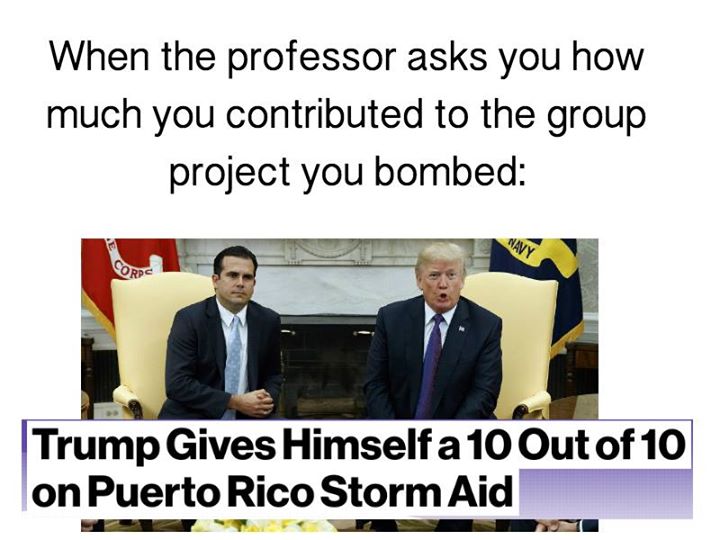 When the professor asks you how
much you contributed to the group
project you bombed:
E CORPS
NAVY
Trump Gives Himself a 10 Out of 10
on Puerto Rico Storm Aid